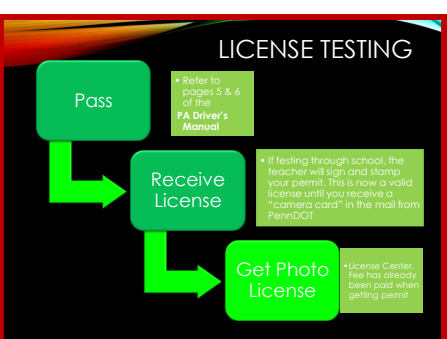 LICENSE TESTING
Pass
• Refer to
pages 5 & 6
of the
PA Driver's
Manual
Receive
License
• If testing through school, the
teacher will sign and stamp
your permit. This is now a valid
license until you receive a
"camera card" in the mail from
PennDOT
Get Photo
License
• License Center.
Fee has already
been paid when
getting permit